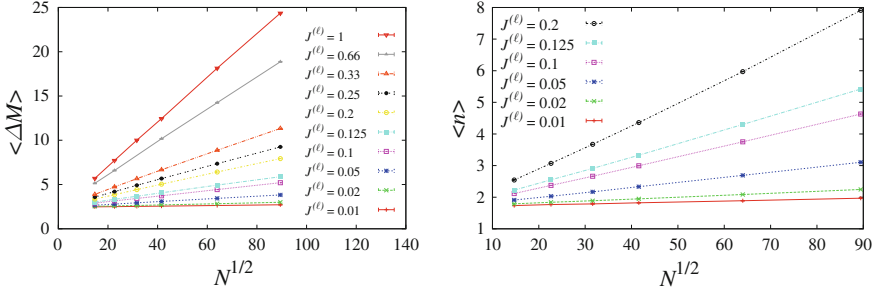 25
20
15
10
5
0
<ΔM>
0 20 40 60 80 100 120 140
N^{1/2}
J^{(ℓ)} = 1
J^{(ℓ)} = 0.66
J^{(ℓ)} = 0.33
J^{(ℓ)} = 0.25
J^{(ℓ)} = 0.2
J^{(ℓ)} = 0.125
J^{(ℓ)} = 0.1
J^{(ℓ)} = 0.05
J^{(ℓ)} = 0.02
J^{(ℓ)} = 0.01
8
7
6
5
4
3
2
1
<n>
10 20 30 40 50 60 70 80 90
N^{1/2}
J^{(ℓ)} = 0.2
J^{(ℓ)} = 0.125
J^{(ℓ)} = 0.1
J^{(ℓ)} = 0.05
J^{(ℓ)} = 0.02
J^{(ℓ)} = 0.01